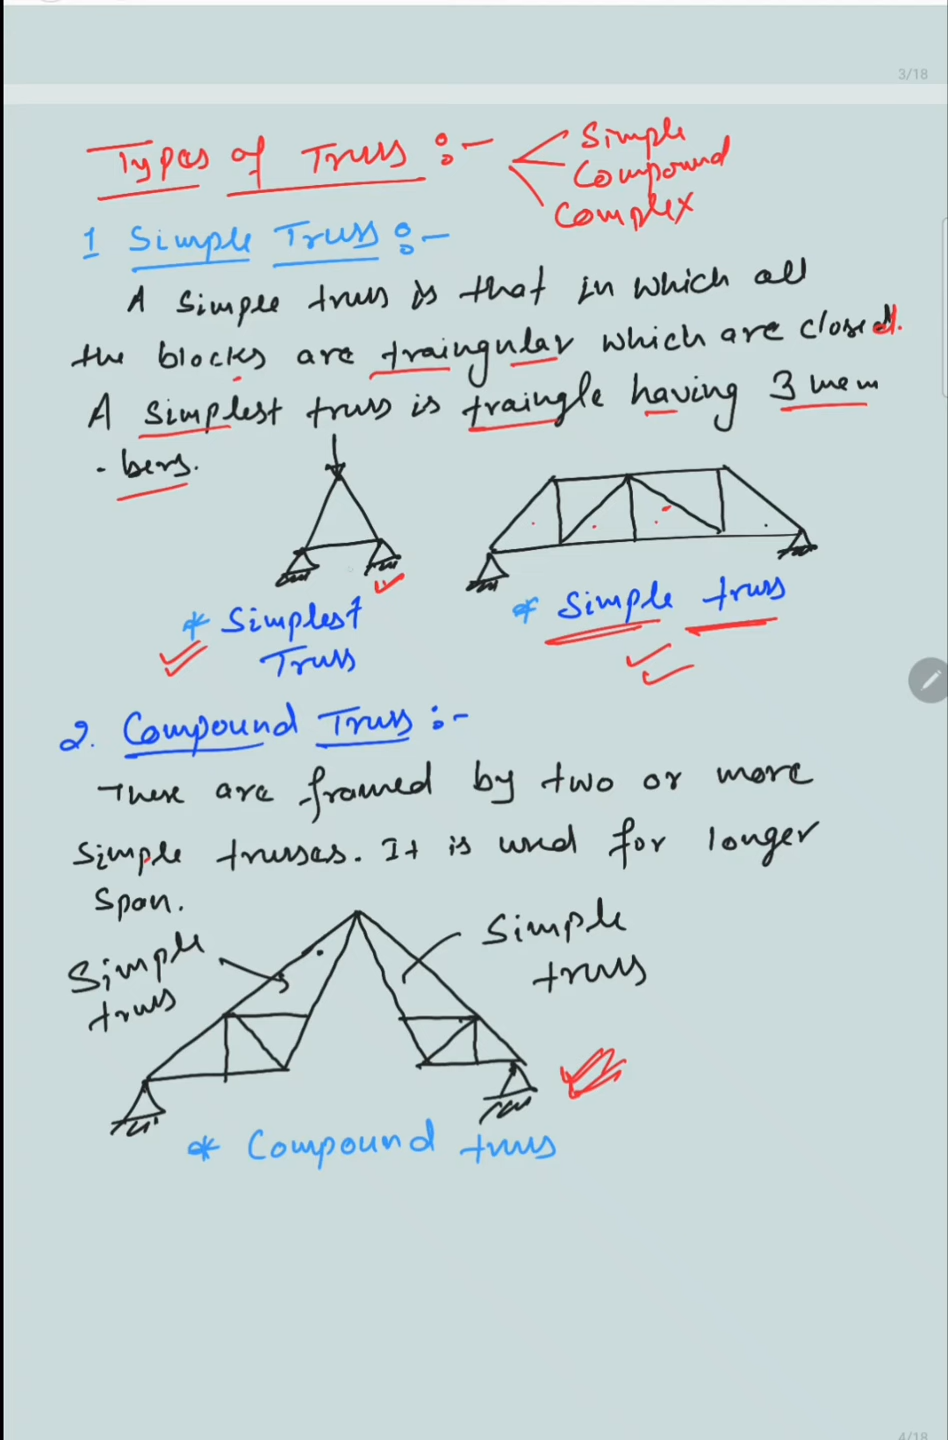 3/18
Types of Truss :-
Simple
Compound
Complex
1 Simple Truss :-
A simple truss is that in which all
the blocks are traingular which are closed.
A simplest truss is traingle having 3 mem
- bers.
* Simplest
Truss
* Simple truss
2. Compound Truss :-
These are framed by two or more
simple trusses. It is used for longer
span.
Simple
truss
Simple
truss
* Compound truss
4/18